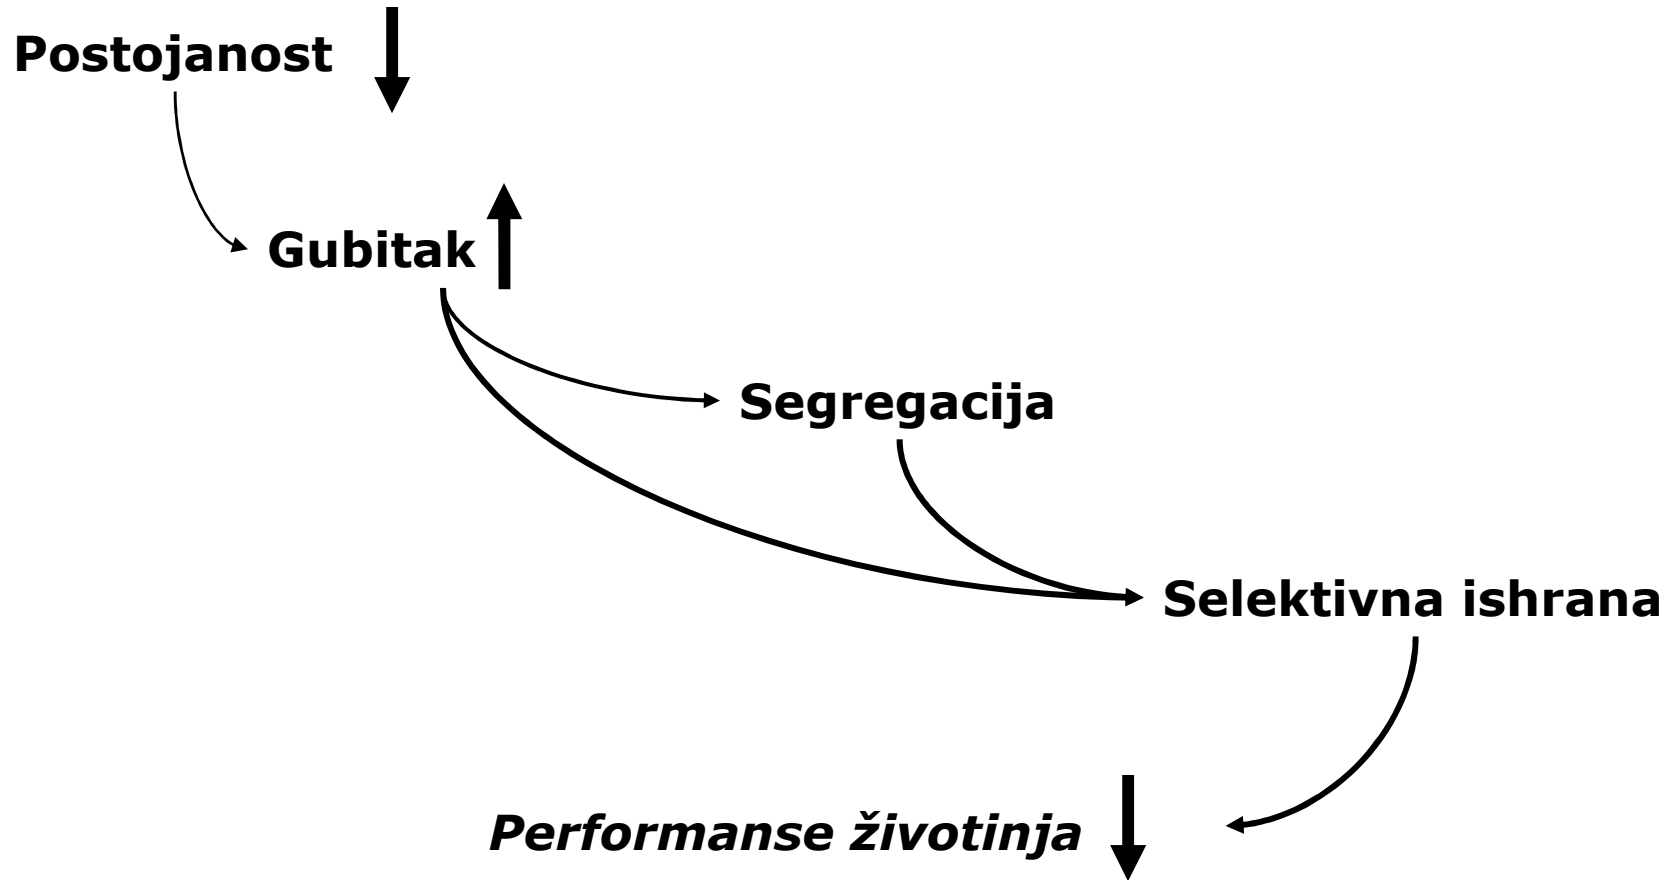 Postojanost
Gubitak
Segregacija
Selektivna ishrana
Performanse životinja